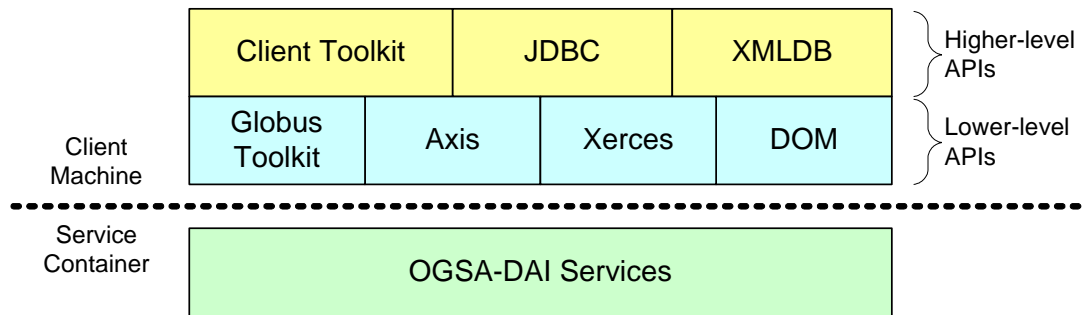 Client Toolkit
JDBC
XMLDB
Higher-level
APIs
Globus
Toolkit
Axis
Xerces
DOM
Lower-level
APIs
Client
Machine
Service
Container
OGSA-DAI Services